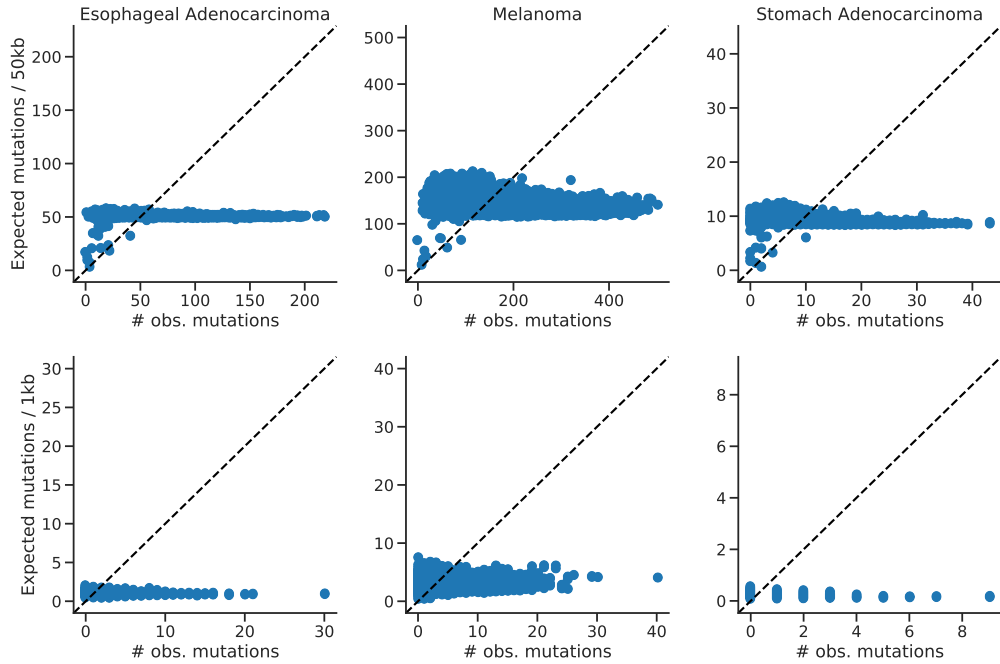 Esophageal Adenocarcinoma
Melanoma
Stomach Adenocarcinoma
Expected mutations / 50kb
200
150
100
50
0
0 50 100 150 200
# obs. mutations
500
400
300
200
100
0
0 200 400
# obs. mutations
40
30
20
10
0
0 10 20 30 40
# obs. mutations
Expected mutations / 1kb
30
25
20
15
10
5
0
0 10 20 30
# obs. mutations
40
30
20
10
0
0 10 20 30 40
# obs. mutations
8
6
4
2
0
0 2 4 6 8
# obs. mutations